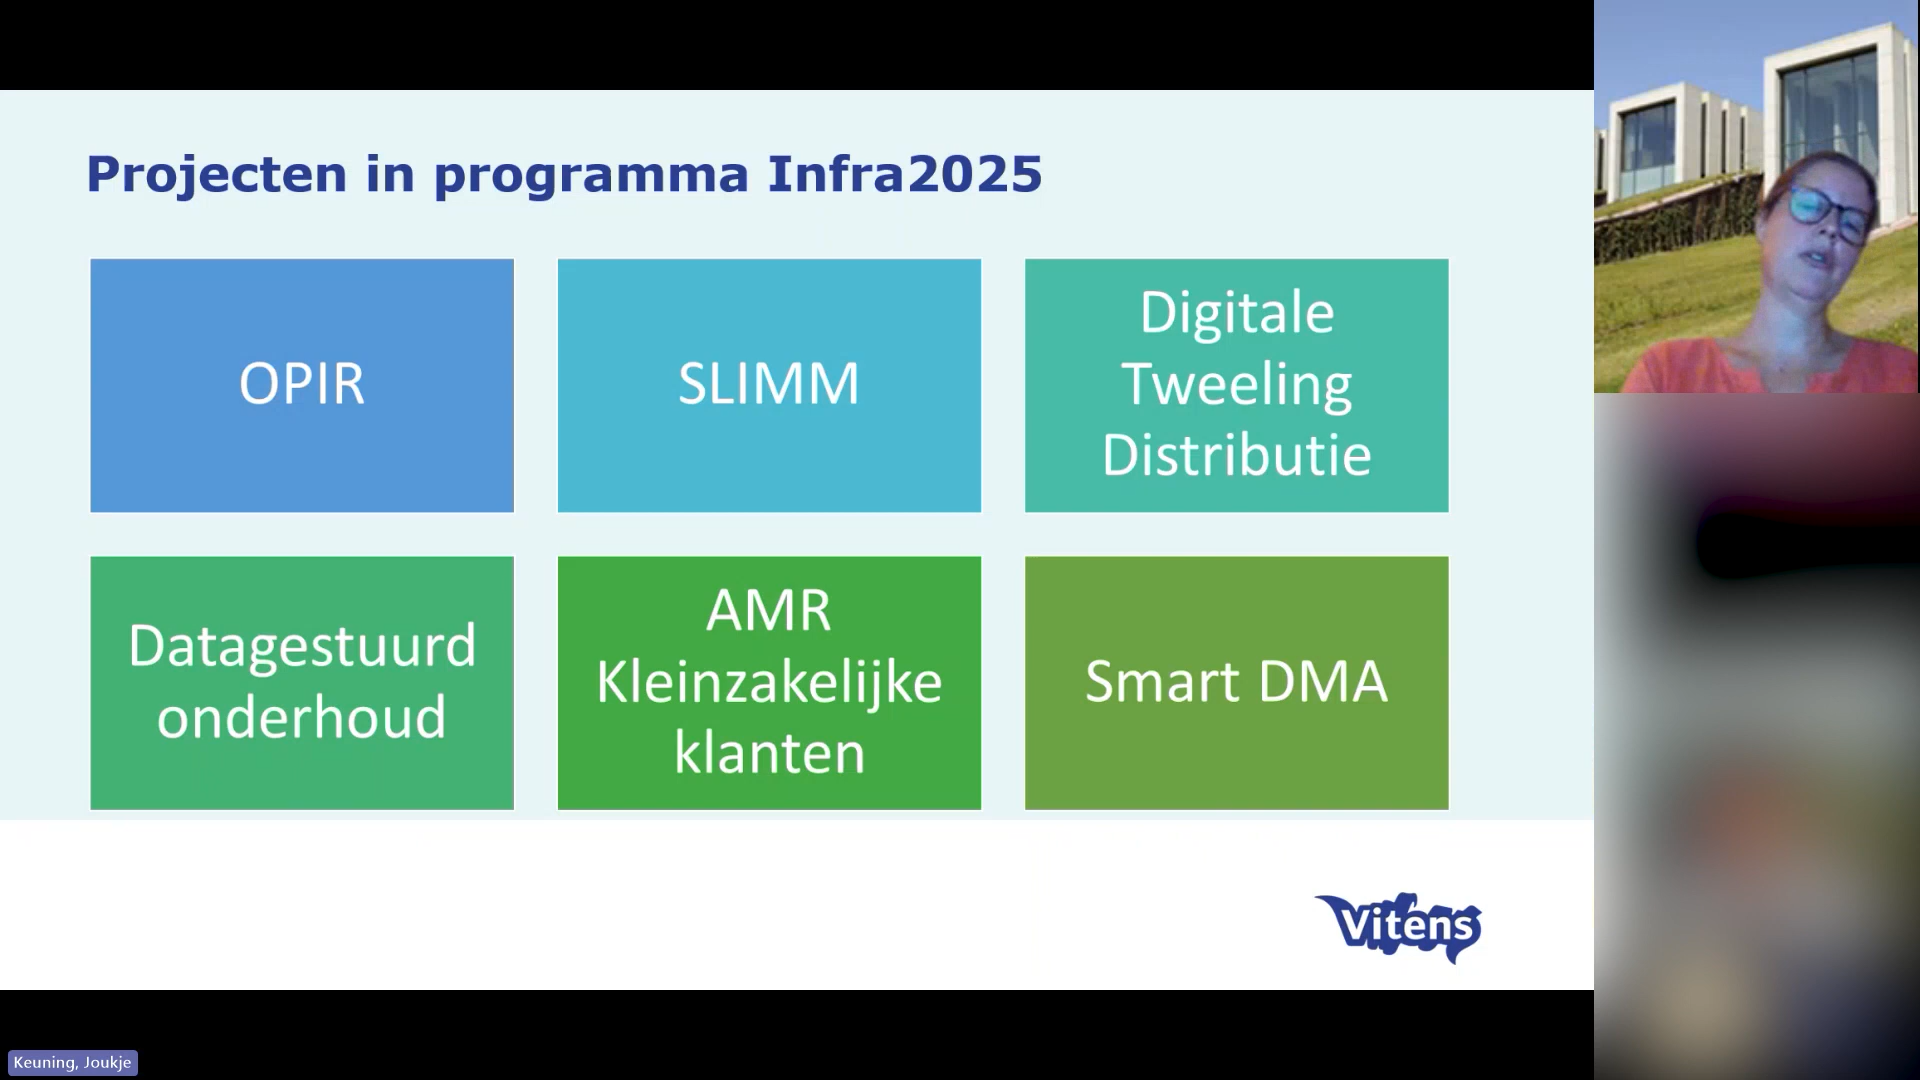 Projecten in programma Infra2025
OPIR
SLIMM
Digitale
Tweeling
Distributie
Datagestuurd
onderhoud
AMR
Kleinzakelijke
klanten
Smart DMA
Vitens
Keuning, Joukje